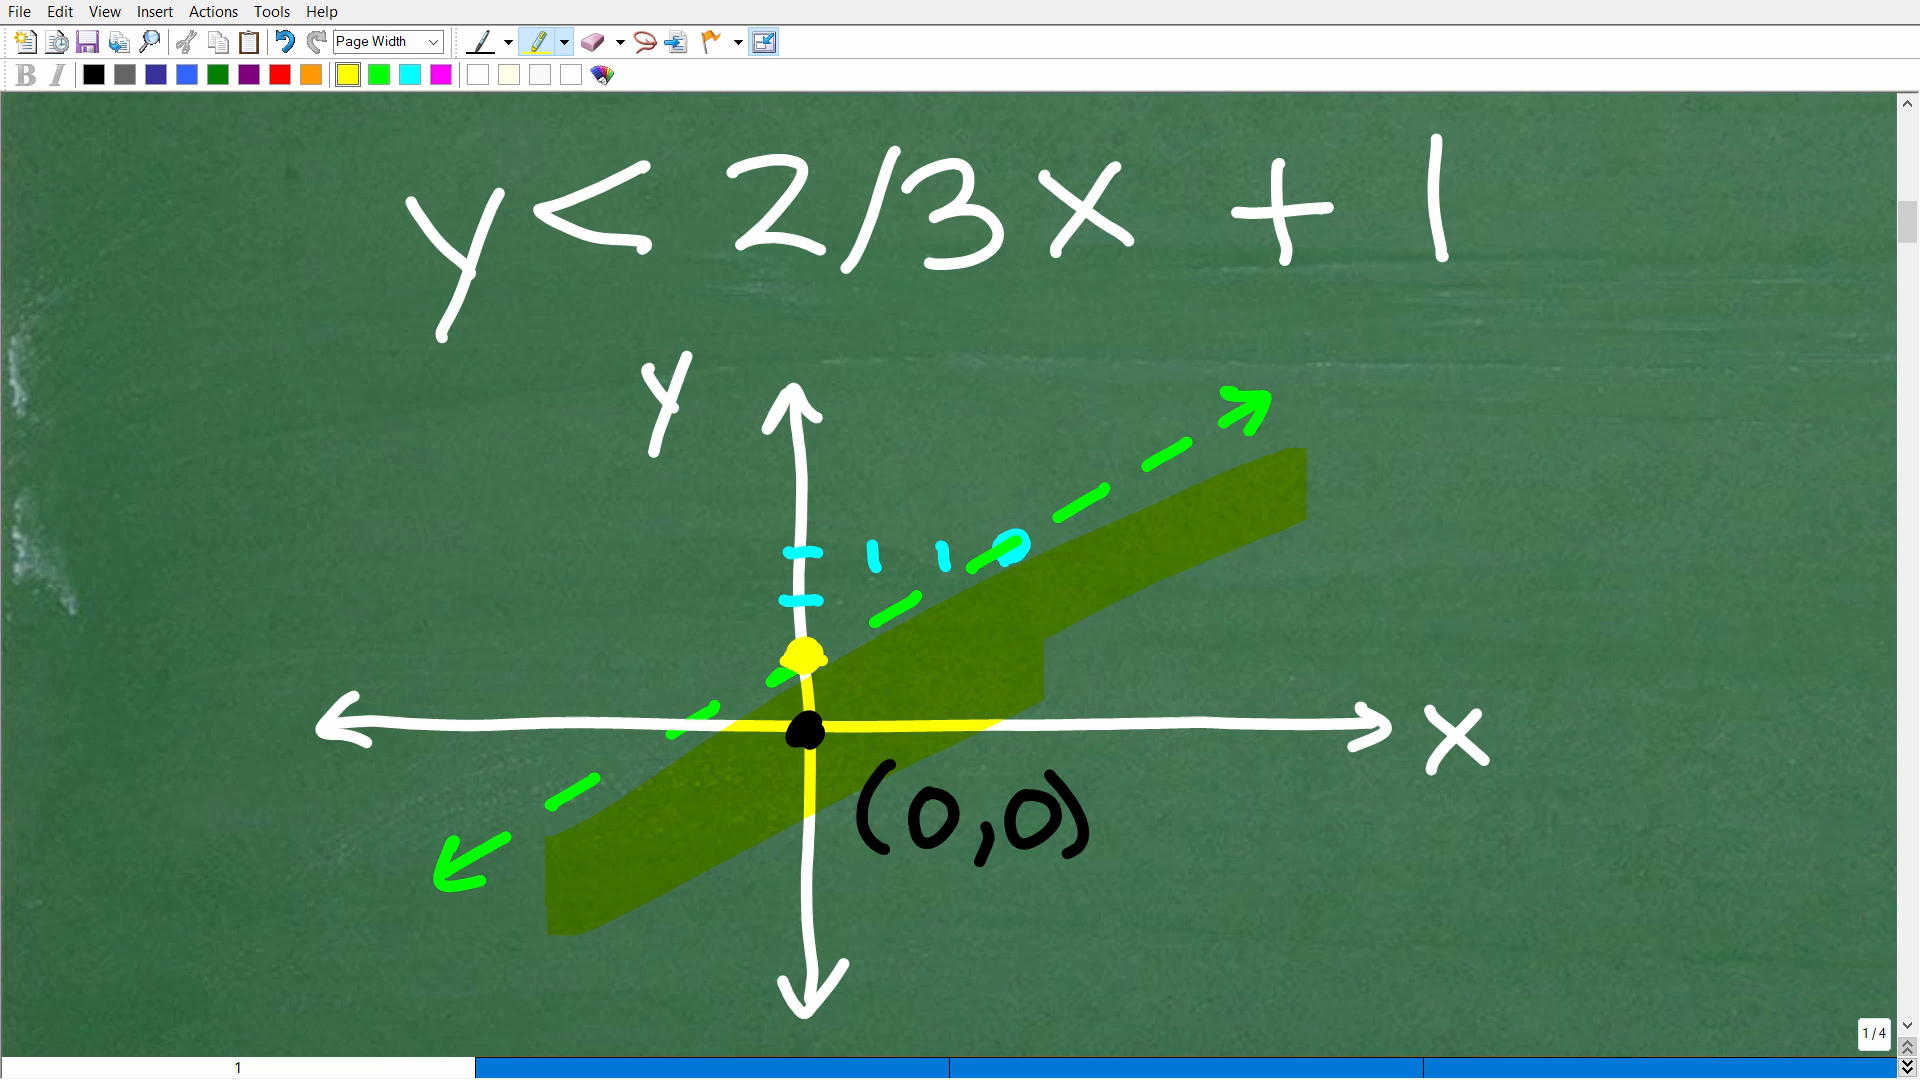 File Edit View Insert Actions Tools Help
Page Width
B I
y < 2/3x + 1
y
x
(0,0)
1 / 4
1